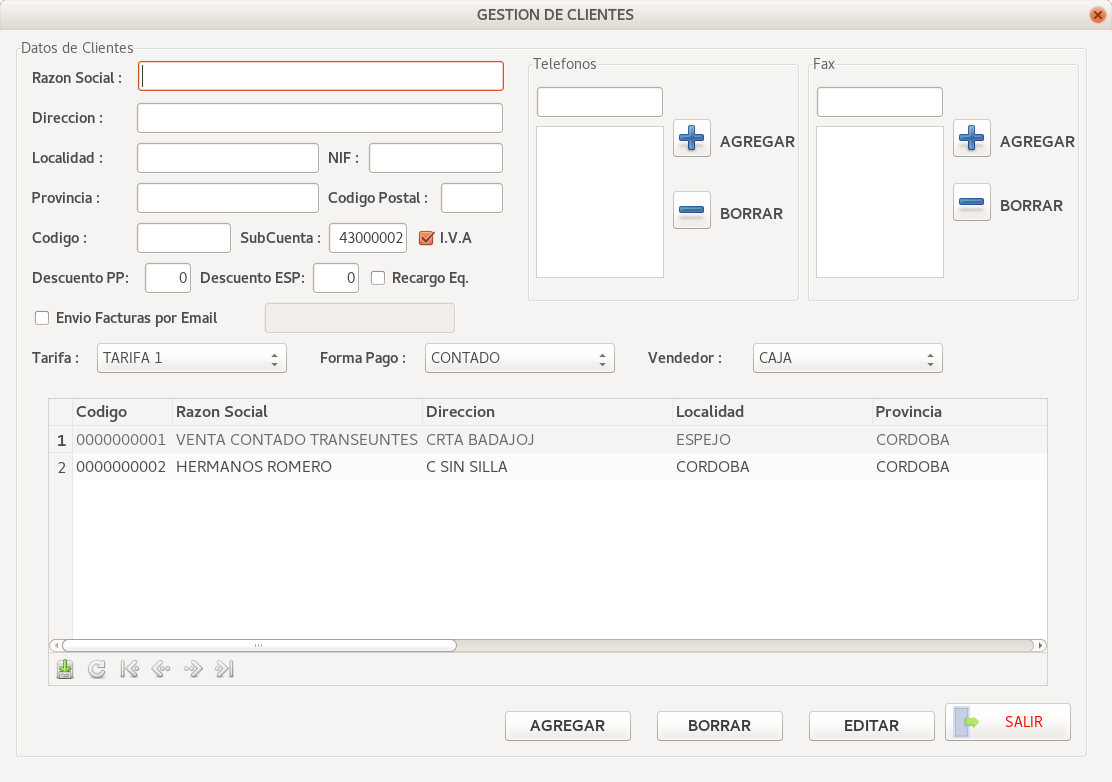 GESTION DE CLIENTES
Datos de Clientes
Razon Social :
Direccion :
Localidad : NIF :
Provincia : Codigo Postal :
Codigo : SubCuenta : 43000002 I.V.A
Descuento PP: 0 Descuento ESP: 0 Recargo Eq.
Envio Facturas por Email
Telefonos
AGREGAR
BORRAR
Fax
AGREGAR
BORRAR
Tarifa : TARIFA 1 Forma Pago : CONTADO Vendedor : CAJA
Codigo Razon Social Direccion Localidad Provincia
1 0000000001 VENTA CONTADO TRANSEUNTES CRTA BADAJOJ ESPEJO CORDOBA
2 0000000002 HERMANOS ROMERO C SIN SILLA CORDOBA CORDOBA
AGREGAR BORRAR EDITAR SALIR